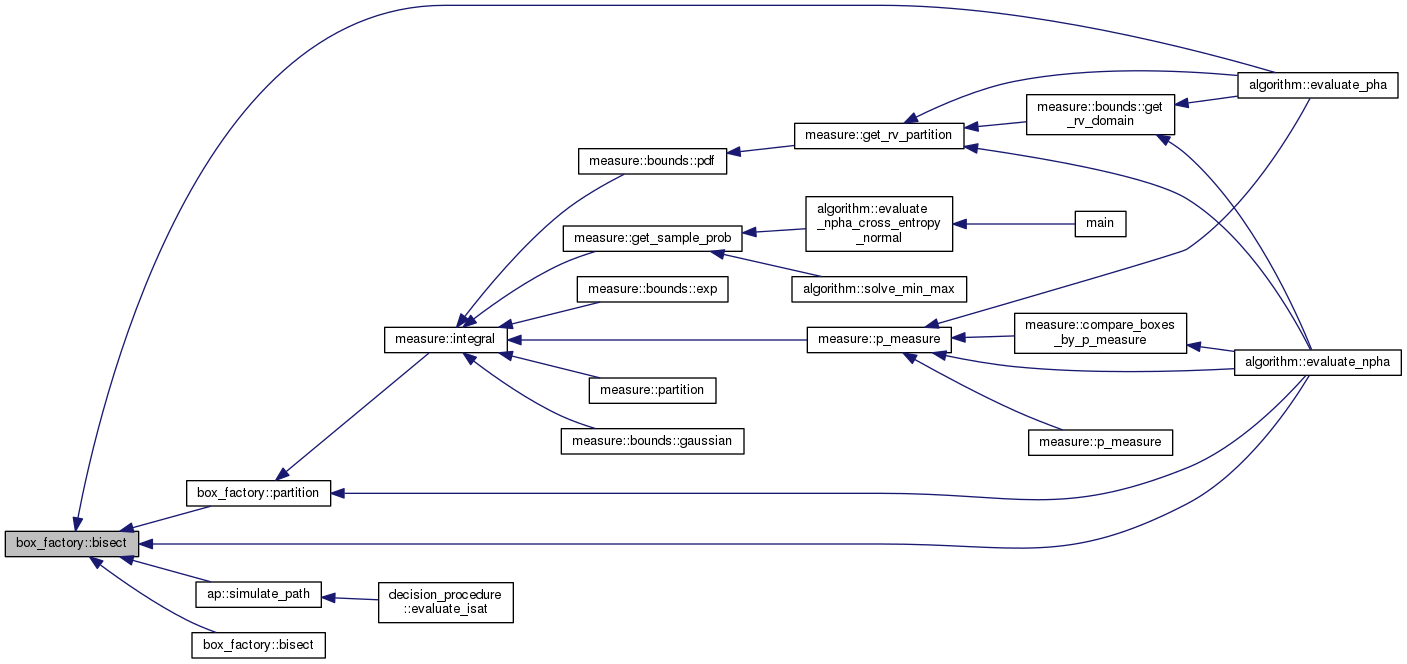 algorithm::evaluate_pha
measure::bounds::get
_rv_domain
measure::get_rv_partition
measure::bounds::pdf
algorithm::evaluate
_npha_cross_entropy
_normal
main
measure::get_sample_prob
measure::bounds::exp
algorithm::solve_min_max
measure::integral
measure::p_measure
measure::compare_boxes
_by_p_measure
algorithm::evaluate_npha
measure::partition
measure::bounds::gaussian
measure::p_measure
box_factory::partition
box_factory::bisect
ap::simulate_path
decision_procedure
::evaluate_isat
box_factory::bisect